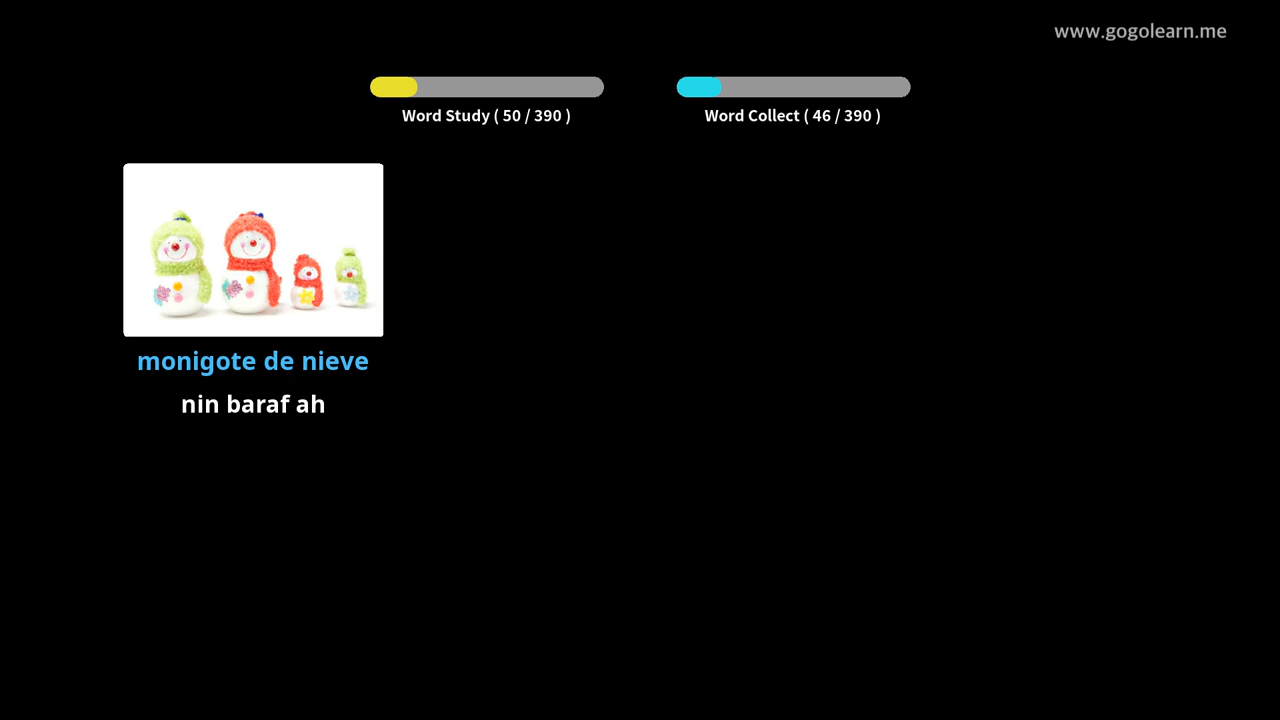 www.gogolearn.me
Word Study ( 50 / 390 )
Word Collect ( 46 / 390 )
monigote de nieve
nin baraf ah